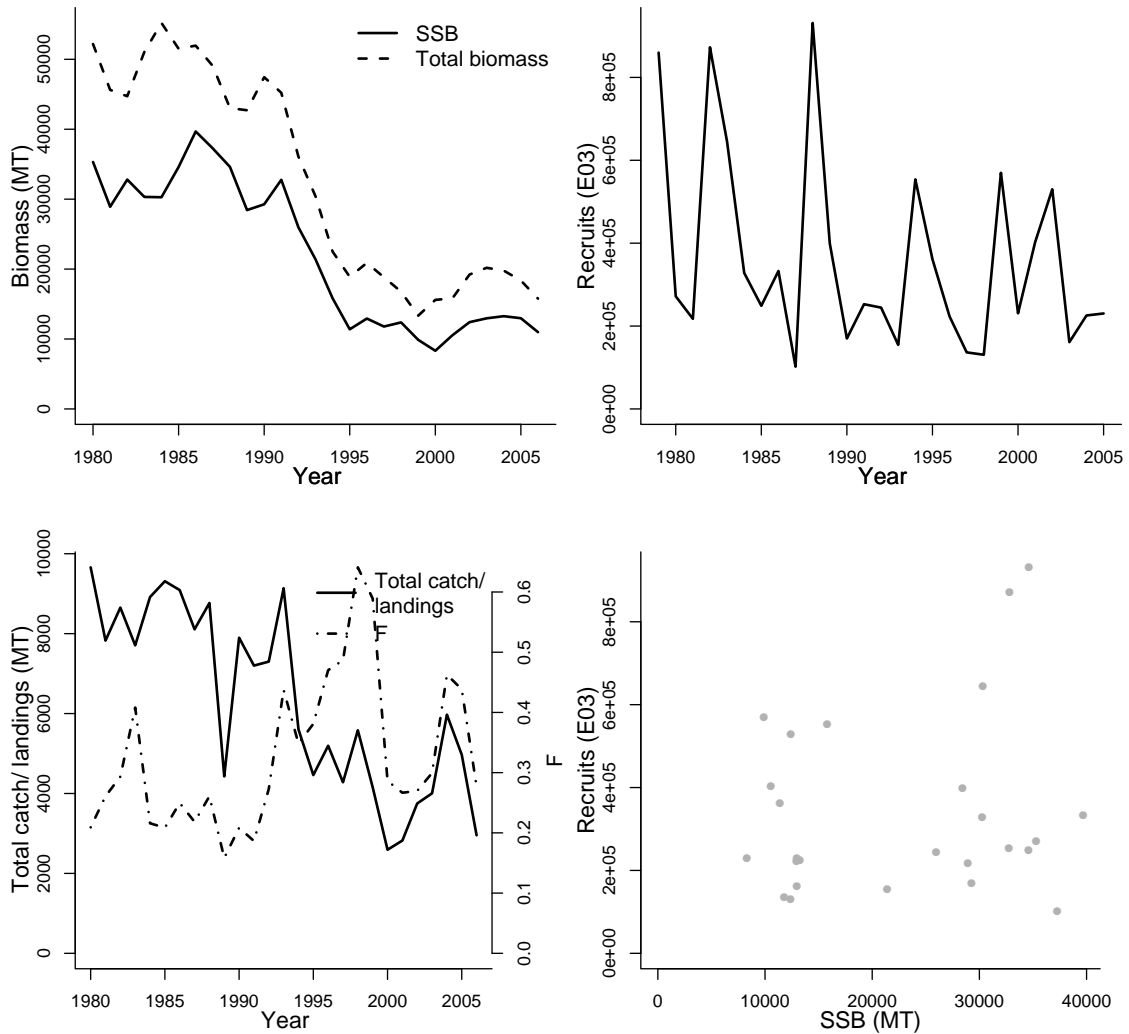 SSB
Total biomass
Biomass (MT)
0
10000
20000
30000
40000
50000
1980
1985
1990
1995
2000
2005
Year
Recruits (E03)
0e+00
2e+05
4e+05
6e+05
8e+05
1980
1985
1990
1995
2000
2005
Year
Total catch/
landings
F
Total catch/ landings (MT)
0
2000
4000
6000
8000
10000
0.0
0.1
0.2
0.3
0.4
0.5
0.6
F
1980
1985
1990
1995
2000
2005
Year
Recruits (E03)
0e+00
2e+05
4e+05
6e+05
8e+05
0
10000
20000
30000
40000
SSB (MT)